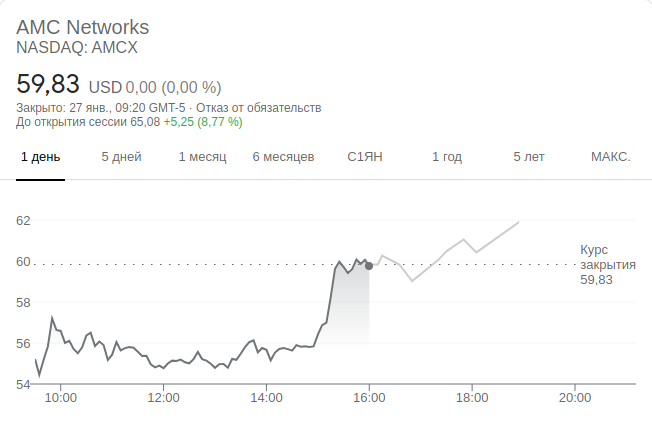 AMC Networks
NASDAQ: AMCX
59,83 USD 0,00 (0,00 %)
Закрыто: 27 янв., 09:20 GMT-5 · Отказ от обязательств
До открытия сессии 65,08 +5,25 (8,77 %)
1 день 5 дней 1 месяц 6 месяцев С1ЯН 1 год 5 лет МАКС.
62
60
58
56
54
Курс
закрытия
59,83
10:00 12:00 14:00 16:00 18:00 20:00